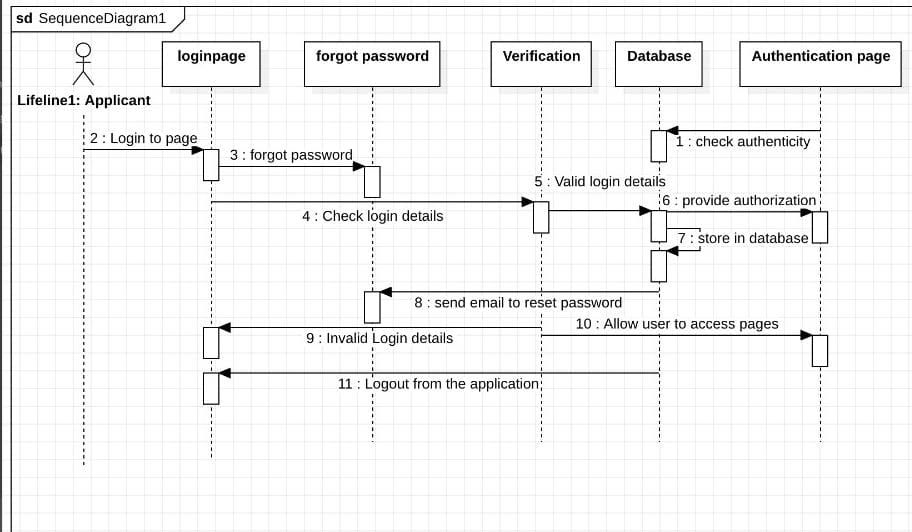 sd SequenceDiagram1
loginpage
forgot password
Verification
Database
Authentication page
Lifeline1: Applicant
2 : Login to page
1 : check authenticity
3 : forgot password
5 : Valid login details
6 : provide authorization
4 : Check login details
7 : store in database
8 : send email to reset password
10 : Allow user to access pages
9 : Invalid Login details
11 : Logout from the application